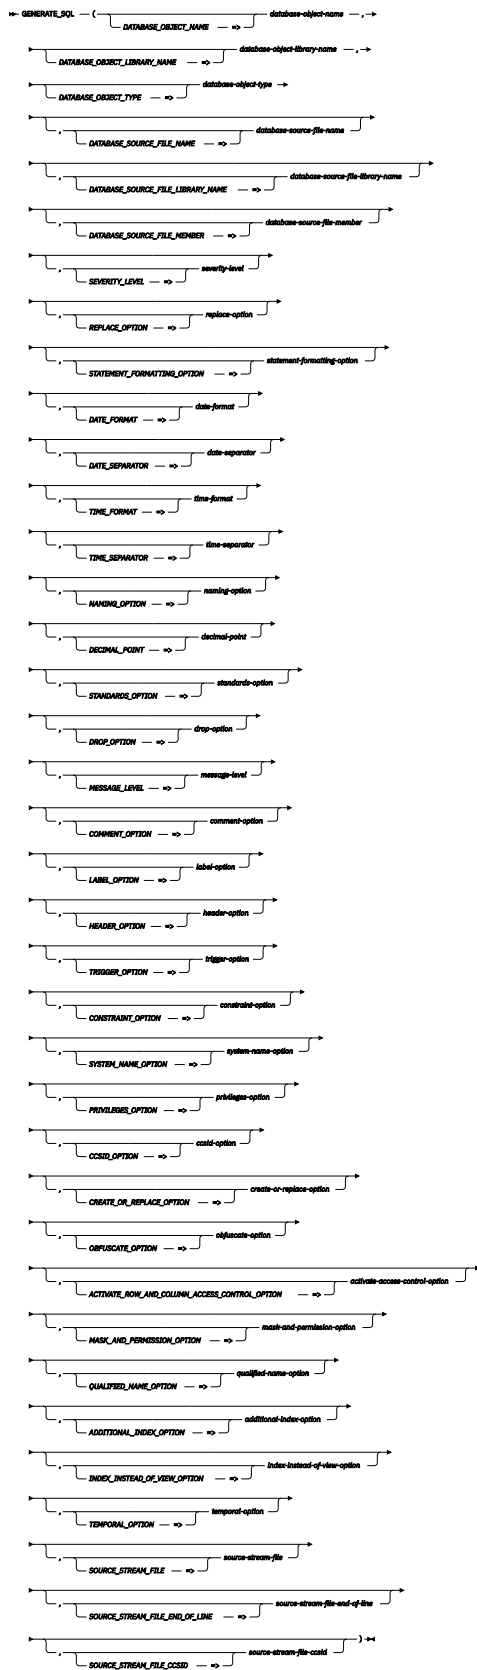 GENERATE_SQL — ( database-object-name — ,
DATABASE_OBJECT_NAME — =>
database-object-library-name — ,
DATABASE_OBJECT_LIBRARY_NAME — =>
database-object-type
DATABASE_OBJECT_TYPE — =>
, database-source-file-name
DATABASE_SOURCE_FILE_NAME — =>
, database-source-file-library-name
DATABASE_SOURCE_FILE_LIBRARY_NAME — =>
, database-source-file-member
DATABASE_SOURCE_FILE_MEMBER — =>
, severity-level
SEVERITY_LEVEL — =>
, replace-option
REPLACE_OPTION — =>
, statement-formatting-option
STATEMENT_FORMATTING_OPTION — =>
, date-format
DATE_FORMAT — =>
, date-separator
DATE_SEPARATOR — =>
, time-format
TIME_FORMAT — =>
, time-separator
TIME_SEPARATOR — =>
, naming-option
NAMING_OPTION — =>
, decimal-point
DECIMAL_POINT — =>
, standards-option
STANDARDS_OPTION — =>
, drop-option
DROP_OPTION — =>
, message-level
MESSAGE_LEVEL — =>
, comment-option
COMMENT_OPTION — =>
, label-option
LABEL_OPTION — =>
, header-option
HEADER_OPTION — =>
, trigger-option
TRIGGER_OPTION — =>
, constraint-option
CONSTRAINT_OPTION — =>
, system-name-option
SYSTEM_NAME_OPTION — =>
, privileges-option
PRIVILEGES_OPTION — =>
, ccsid-option
CCSID_OPTION — =>
, create-or-replace-option
CREATE_OR_REPLACE_OPTION — =>
, obfuscate-option
OBFUSCATE_OPTION — =>
, activate-access-control-option
ACTIVATE_ROW_AND_COLUMN_ACCESS_CONTROL_OPTION — =>
, mask-and-permission-option
MASK_AND_PERMISSION_OPTION — =>
, qualified-name-option
QUALIFIED_NAME_OPTION — =>
, additional-index-option
ADDITIONAL_INDEX_OPTION — =>
, index-instead-of-view-option
INDEX_INSTEAD_OF_VIEW_OPTION — =>
, temporal-option
TEMPORAL_OPTION — =>
, source-stream-file
SOURCE_STREAM_FILE — =>
, source-stream-file-end-of-line
SOURCE_STREAM_FILE_END_OF_LINE — =>
, source-stream-file-ccsid )
SOURCE_STREAM_FILE_CCSID — =>